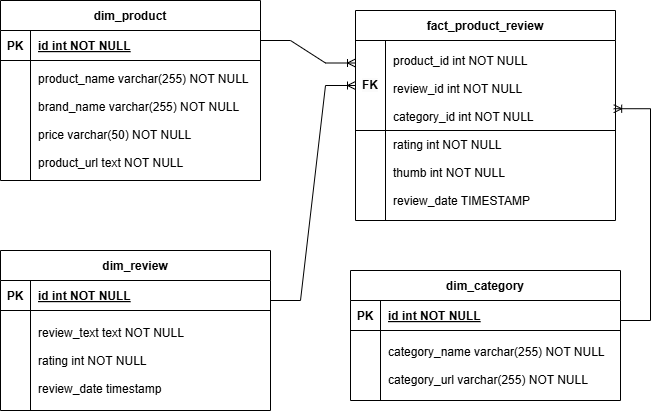 dim_product
PK id int NOT NULL
product_name varchar(255) NOT NULL
brand_name varchar(255) NOT NULL
price varchar(50) NOT NULL
product_url text NOT NULL
fact_product_review
product_id int NOT NULL
FK review_id int NOT NULL
category_id int NOT NULL
rating int NOT NULL
thumb int NOT NULL
review_date TIMESTAMP
dim_review
PK id int NOT NULL
review_text text NOT NULL
rating int NOT NULL
review_date timestamp
dim_category
PK id int NOT NULL
category_name varchar(255) NOT NULL
category_url varchar(255) NOT NULL